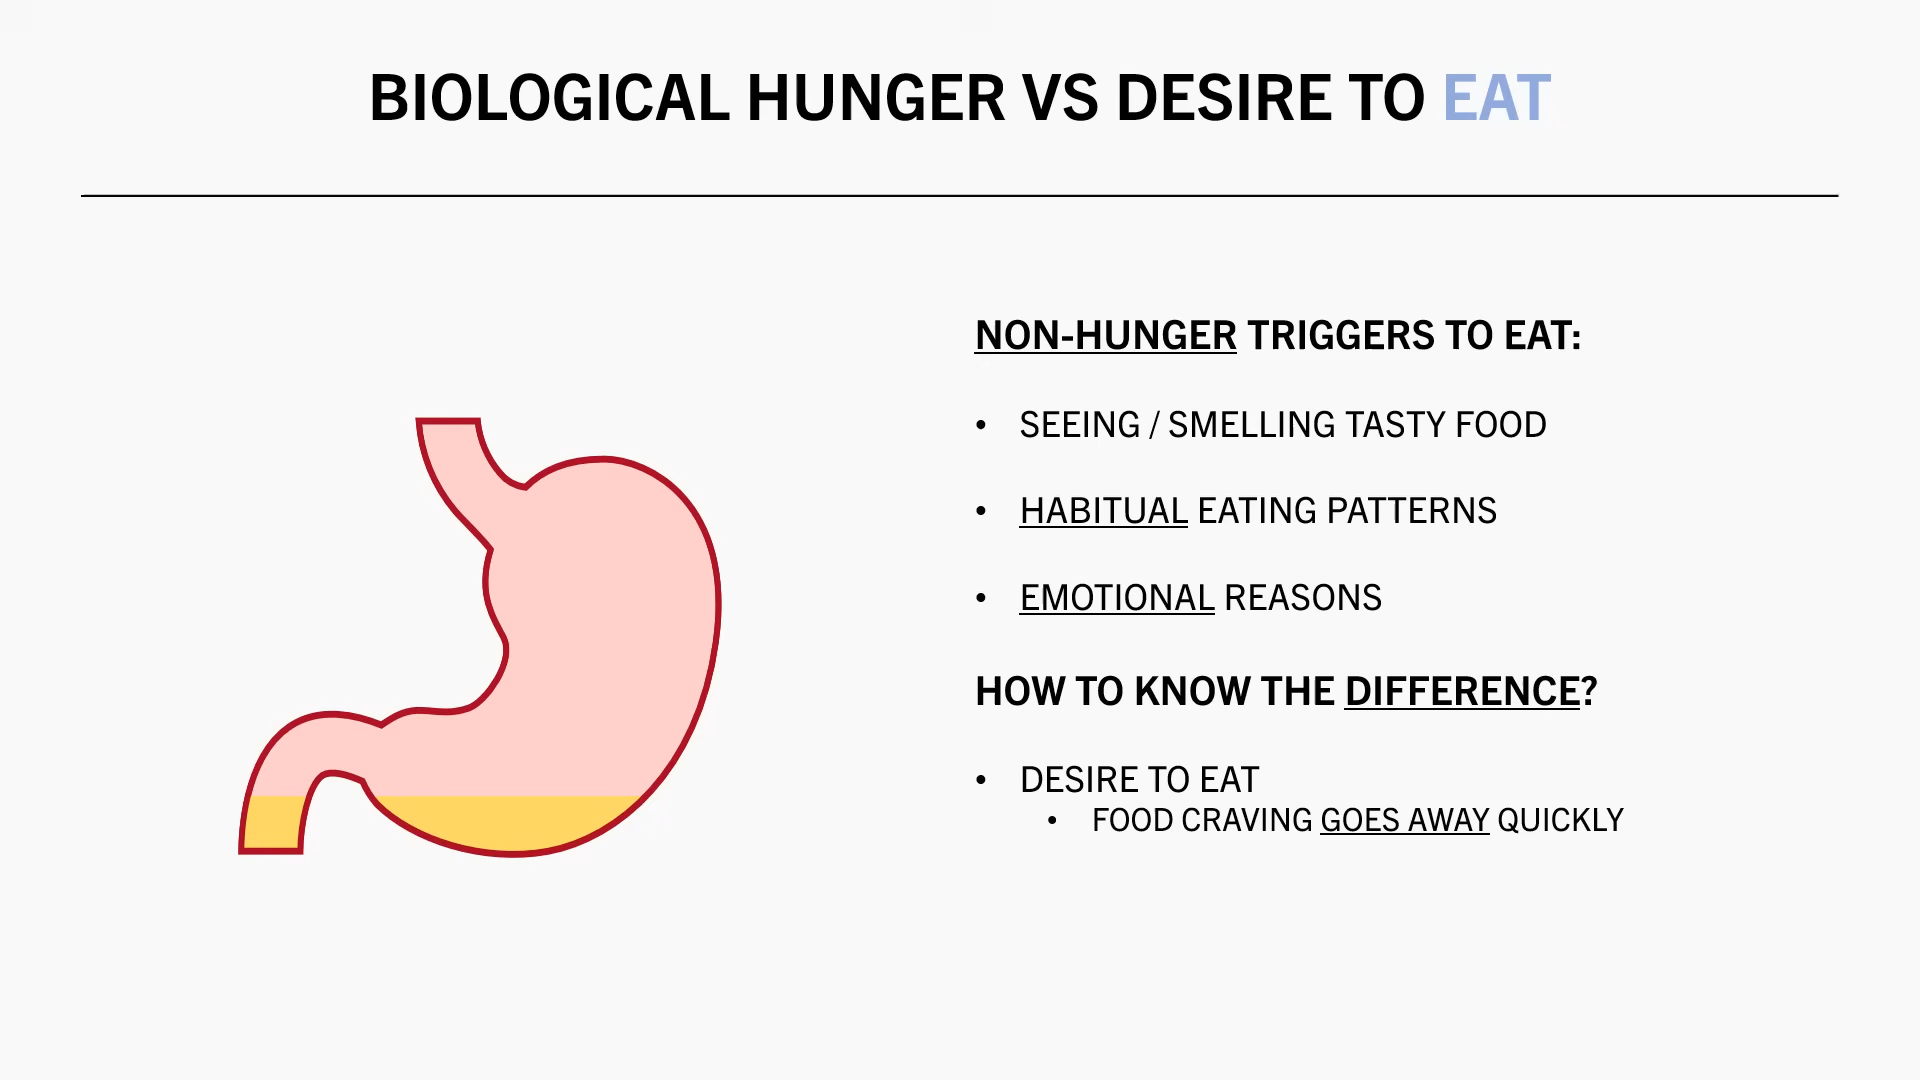 BIOLOGICAL HUNGER VS DESIRE TO EAT
NON-HUNGER TRIGGERS TO EAT:
• SEEING / SMELLING TASTY FOOD
• HABITUAL EATING PATTERNS
• EMOTIONAL REASONS
HOW TO KNOW THE DIFFERENCE?
• DESIRE TO EAT
• FOOD CRAVING GOES AWAY QUICKLY